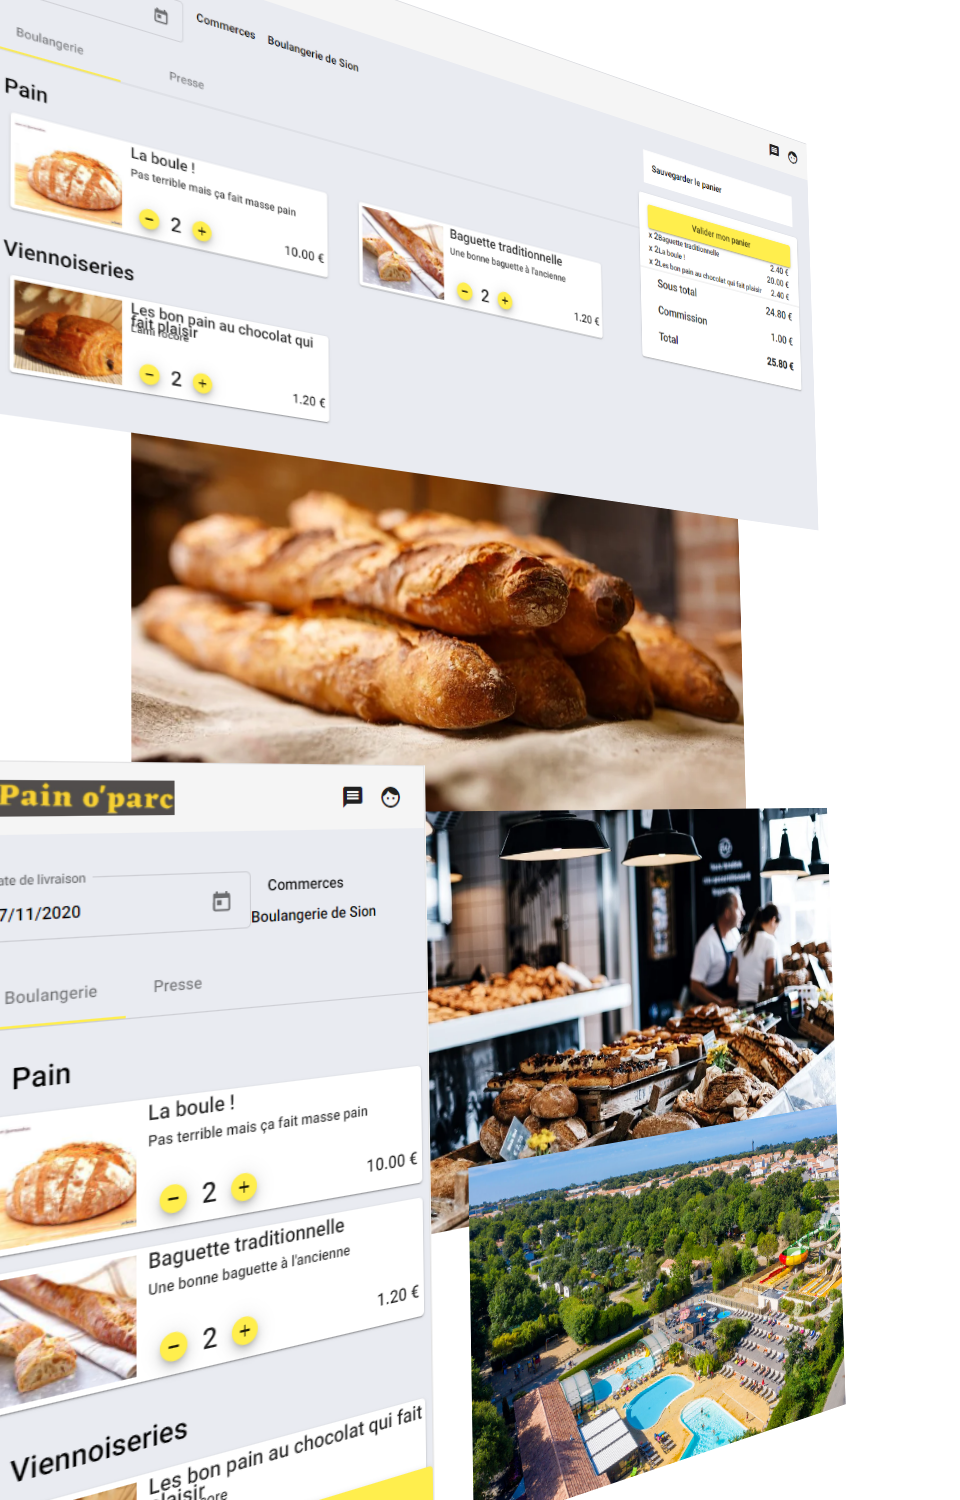 Commerces
Boulangerie de Sion
Boulangerie
Presse
Pain
La boule !
Pas terrible mais ça fait masse pain
2
10.00 €
Baguette traditionnelle
Une bonne baguette à l'ancienne
2
1.20 €
Viennoiseries
Les bon pain au chocolat qui
fait plaisir
2
1.20 €
Sauvegarder le panier
Valider mon panier
x 2Baguette traditionnelle
2.40 €
x 2La boule !
20.00 €
x 2Les bon pain au chocolat qui fait plaisir
2.40 €
Sous total
24.80 €
Commission
1.00 €
Total
25.80 €
Pain o'parc
ate de livraison
7/11/2020
Commerces
Boulangerie de Sion
Boulangerie
Presse
Pain
La boule !
Pas terrible mais ça fait masse pain
2
10.00 €
Baguette traditionnelle
Une bonne baguette à l'ancienne
2
1.20 €
Viennoiseries
Les bon pain au chocolat qui fait
plaisir